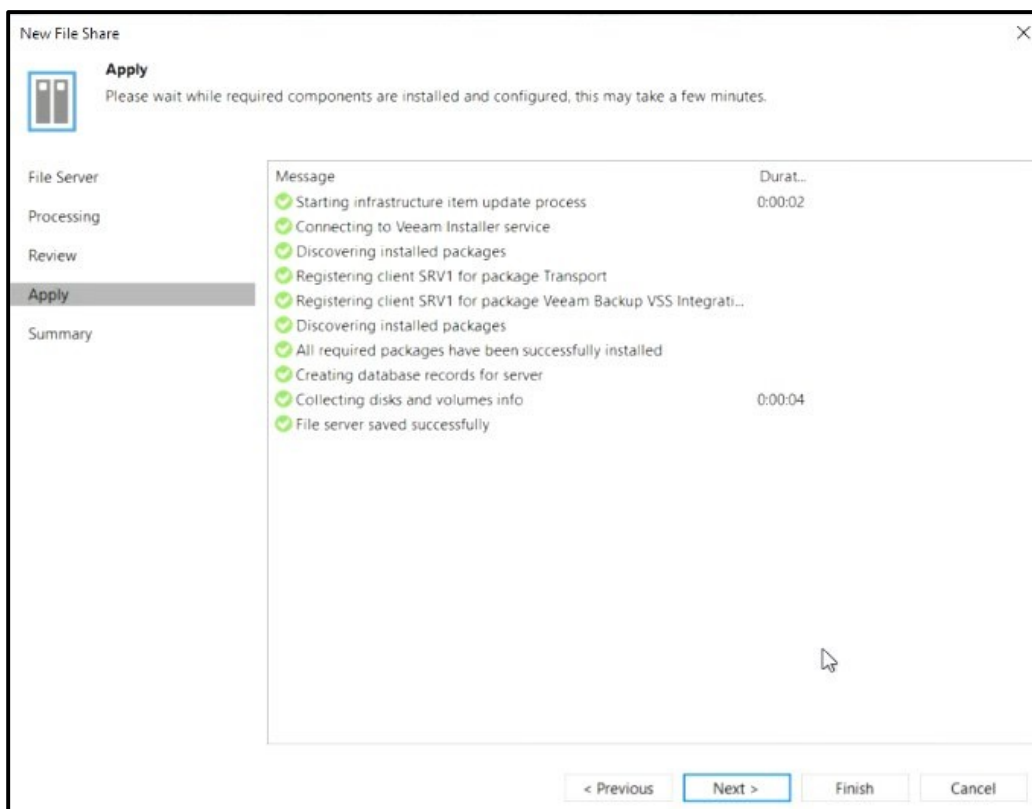 New File Share
Apply
Please wait while required components are installed and configured, this may take a few minutes.
File Server
Processing
Review
Apply
Summary
Message Durat...
Starting infrastructure item update process 0:00:02
Connecting to Veeam Installer service
Discovering installed packages
Registering client SRV1 for package Transport
Registering client SRV1 for package Veeam Backup VSS Integrati...
Discovering installed packages
All required packages have been successfully installed
Creating database records for server
Collecting disks and volumes info 0:00:04
File server saved successfully
< Previous Next > Finish Cancel